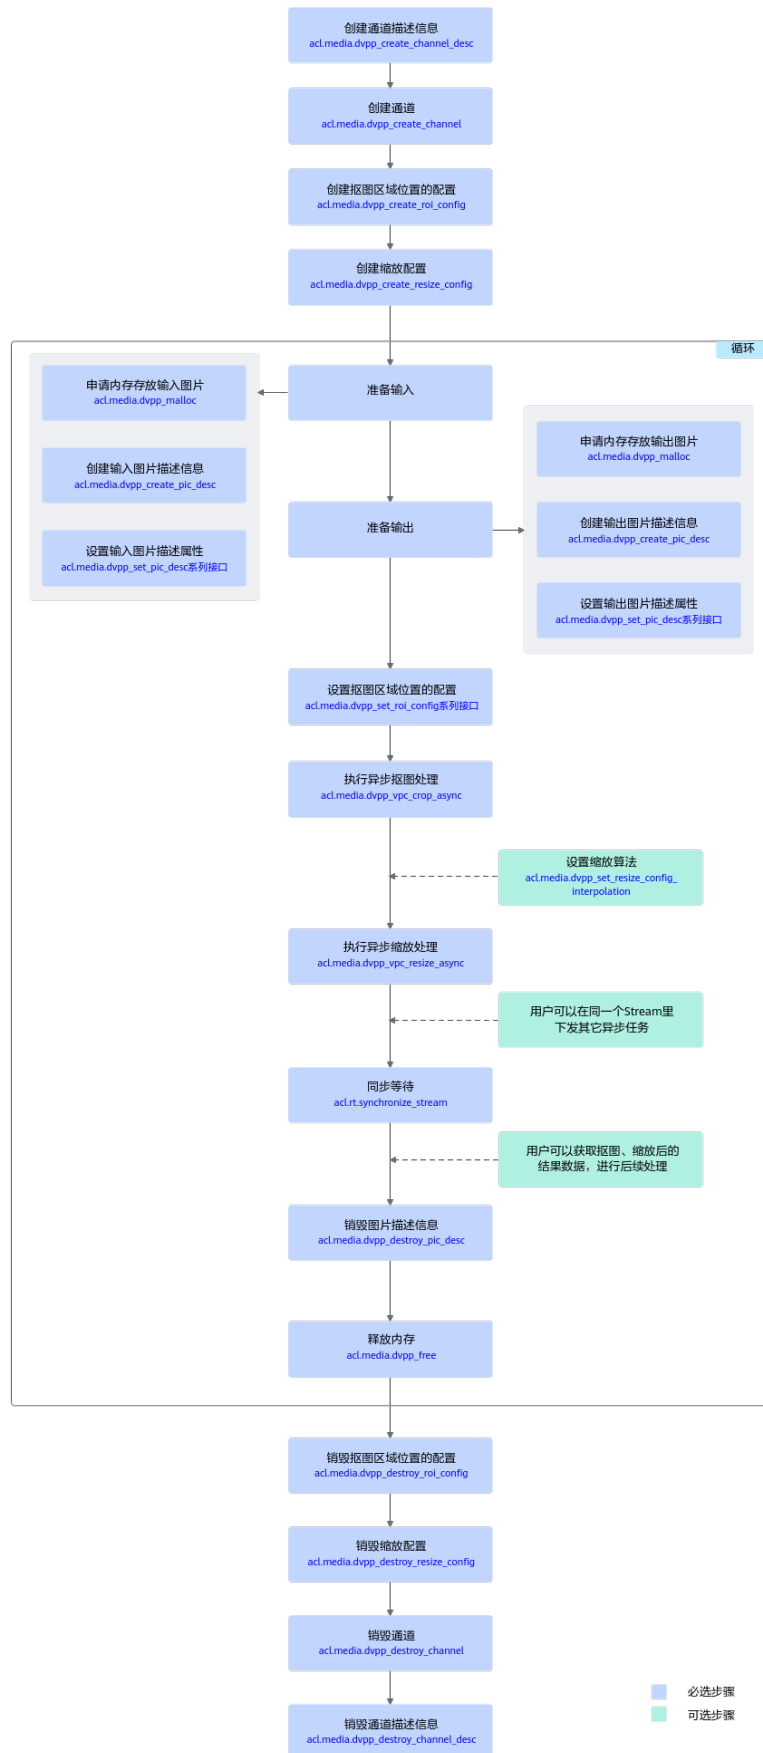 创建通道描述信息
acl.media.dvpp_create_channel_desc
创建通道
acl.media.dvpp_create_channel
创建抠图区域位置的配置
acl.media.dvpp_create_roi_config
创建缩放配置
acl.media.dvpp_create_resize_config
循环
准备输入
申请内存存放输入图片
acl.media.dvpp_malloc
创建输入图片描述信息
acl.media.dvpp_create_pic_desc
设置输入图片描述属性
acl.media.dvpp_set_pic_desc系列接口
准备输出
申请内存存放输出图片
acl.media.dvpp_malloc
创建输出图片描述信息
acl.media.dvpp_create_pic_desc
设置输出图片描述属性
acl.media.dvpp_set_pic_desc系列接口
设置抠图区域位置的配置
acl.media.dvpp_set_roi_config系列接口
执行异步抠图处理
acl.media.dvpp_vpc_crop_async
设置缩放算法
acl.media.dvpp_set_resize_config_
interpolation
执行异步缩放处理
acl.media.dvpp_vpc_resize_async
用户可以在同一个Stream里
下发其它异步任务
同步等待
acl.rt.synchronize_stream
用户可以获取抠图、缩放后的
结果数据，进行后续处理
销毁图片描述信息
acl.media.dvpp_destroy_pic_desc
释放内存
acl.media.dvpp_free
销毁抠图区域位置的配置
acl.media.dvpp_destroy_roi_config
销毁缩放配置
acl.media.dvpp_destroy_resize_config
销毁通道
acl.media.dvpp_destroy_channel
销毁通道描述信息
acl.media.dvpp_destroy_channel_desc
必选步骤
可选步骤